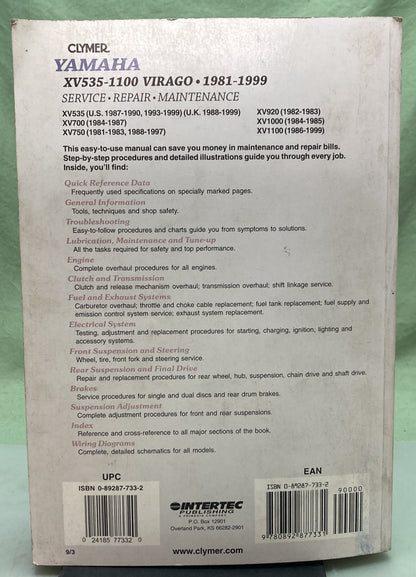 CLYMER
YAMAHA
XV535-1100 VIRAGO • 1981-1999
SERVICE • REPAIR • MAINTENANCE
XV535 (U.S. 1987-1990, 1993-1999) (U.K. 1988-1999)
XV700 (1984-1987)
XV750 (1981-1983, 1988-1997)
XV920 (1982-1983)
XV1000 (1984-1985)
XV1100 (1986-1999)
This easy-to-use manual can save you money in maintenance and repair bills.
Step-by-step procedures and detailed illustrations guide you through every job.
Inside, you'll find:
Quick Reference Data
Frequently used specifications on specially marked pages.
General Information
Tools, techniques and shop safety.
Troubleshooting
Easy-to-follow procedures and charts guide you from symptoms to solutions.
Lubrication, Maintenance and Tune-up
All the tasks required for safety and top performance.
Engine
Complete overhaul procedures for all engines.
Clutch and Transmission
Clutch and release mechanism overhaul; transmission overhaul; shift linkage service.
Fuel and Exhaust Systems
Carburetor overhaul; throttle and choke cable replacement; fuel tank replacement; fuel supply and
emission control system service; exhaust system replacement.
Electrical System
Testing, adjustment and replacement procedures for starting, charging, ignition, lighting and
accessory systems.
Front Suspension and Steering
Wheel, tire, front fork and steering service.
Rear Suspension and Final Drive
Repair and replacement procedures for rear wheel, hub, suspension, chain drive and shaft drive.
Brakes
Service procedures for single and dual discs and rear drum brakes.
Suspension Adjustment
Complete adjustment procedures for front and rear suspensions.
Index
Reference and cross-reference to all major sections of the book.
Wiring Diagrams
Complete, detailed schematics for all models.
UPC
ISBN 0-89287-733-2
0 24185 77332 0
9/3
INTERTEC
PUBLISHING
A PRIMEDIA COMPANY
P.O. Box 12901
Overland Park, KS 66282-2901
www.clymer.com
EAN
ISBN 0-89287-733-2
90000
9 780892 877331